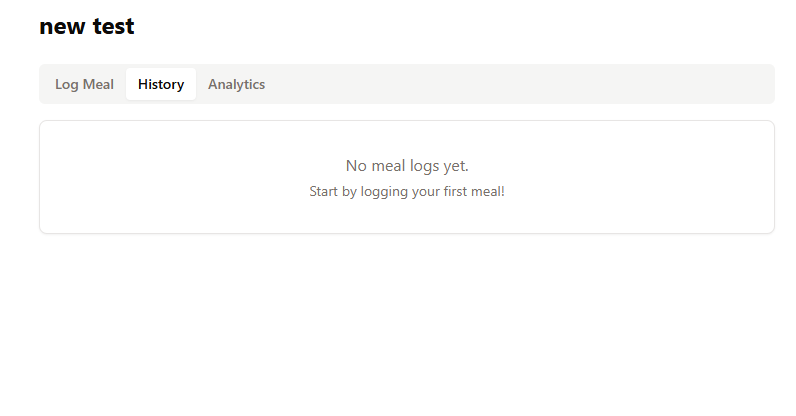 new test
Log Meal History Analytics
No meal logs yet.
Start by logging your first meal!